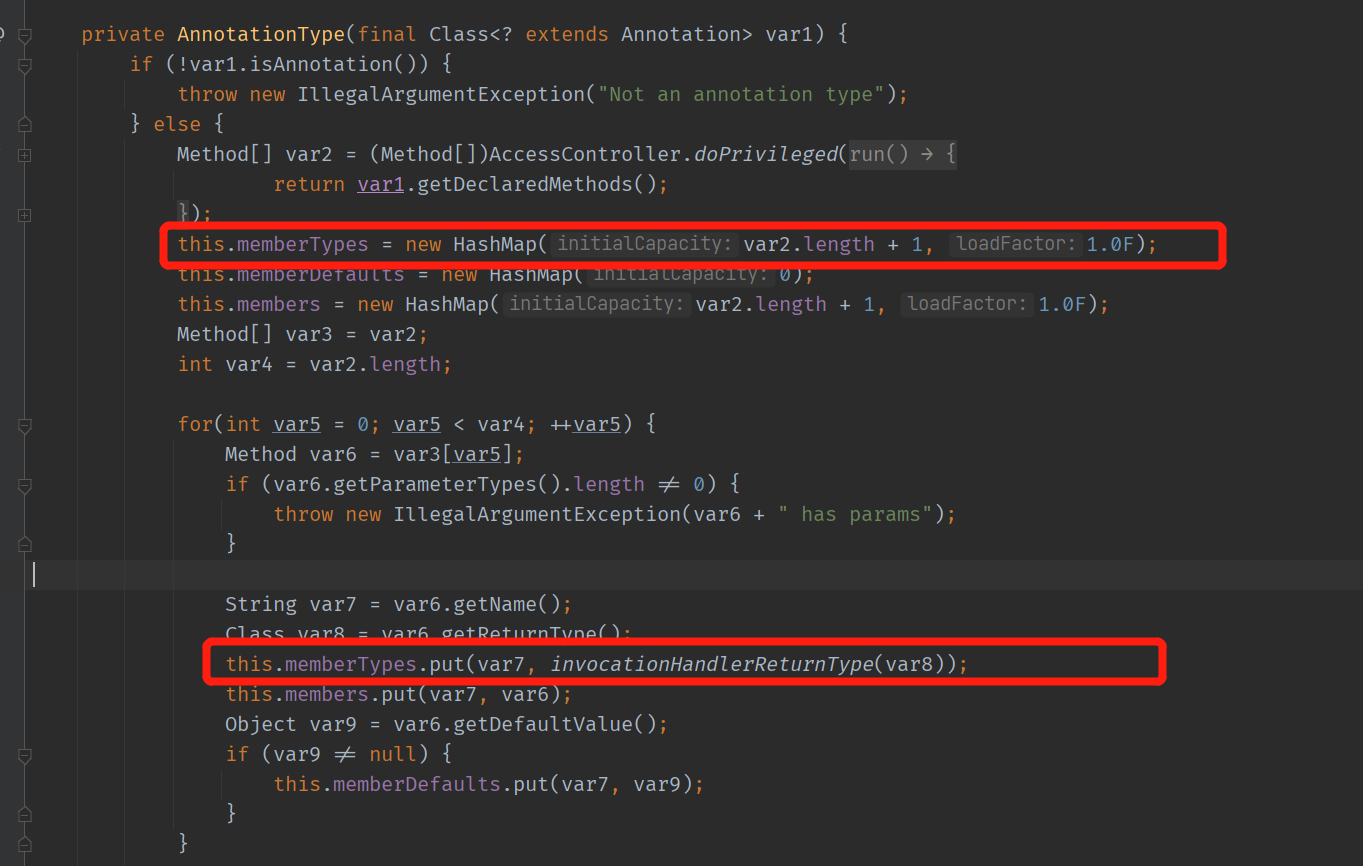 private AnnotationType(final Class<? extends Annotation> var1) {
if (!var1.isAnnotation()) {
throw new IllegalArgumentException("Not an annotation type");
} else {
Method[] var2 = (Method[])AccessController.doPrivileged(run() → {
return var1.getDeclaredMethods();
});
this.memberTypes = new HashMap( initialCapacity: var2.length + 1, loadFactor: 1.0F);
this.memberDefaults = new HashMap( initialCapacity: 0);
this.members = new HashMap( initialCapacity: var2.length + 1, loadFactor: 1.0F);
Method[] var3 = var2;
int var4 = var2.length;
for(int var5 = 0; var5 < var4; ++var5) {
Method var6 = var3[var5];
if (var6.getParameterTypes().length ≠ 0) {
throw new IllegalArgumentException(var6 + " has params");
}
String var7 = var6.getName();
Class var8 = var6.getReturnType();
this.memberTypes.put(var7, invocationHandlerReturnType(var8));
this.members.put(var7, var6);
Object var9 = var6.getDefaultValue();
if (var9 ≠ null) {
this.memberDefaults.put(var7, var9);
}
}